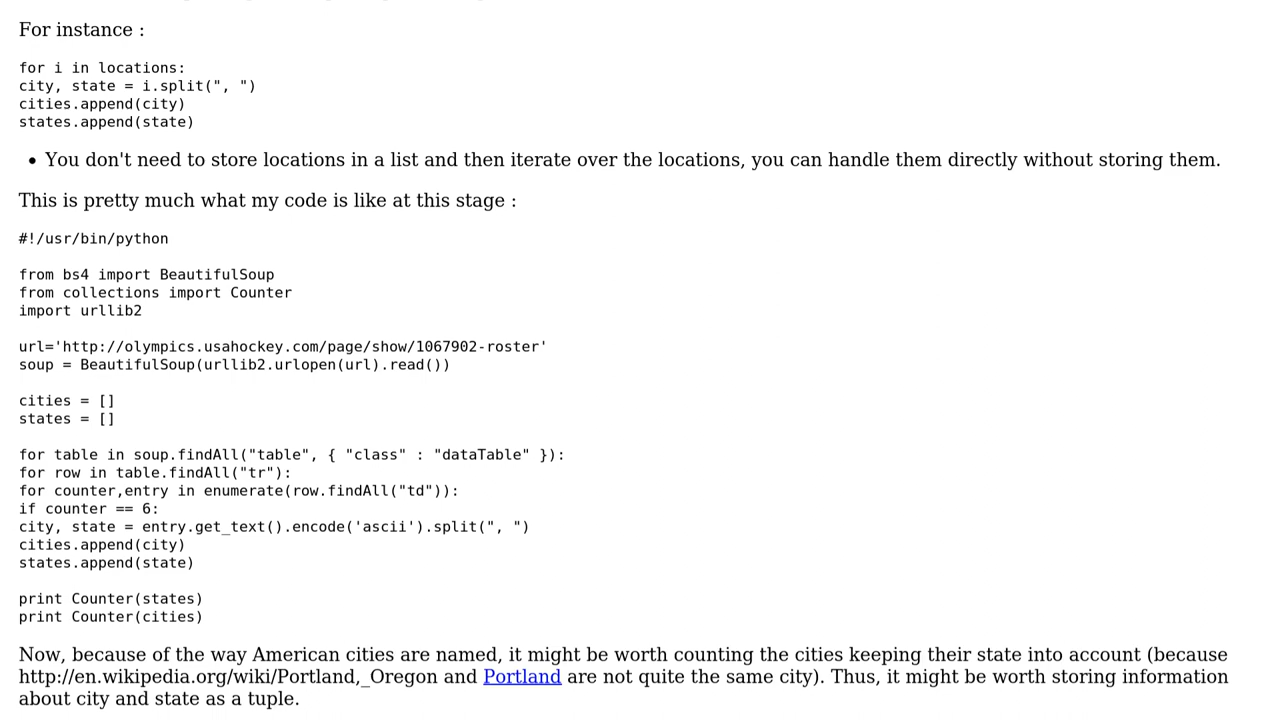 For instance :
for i in locations:
city, state = i.split(", ")
cities.append(city)
states.append(state)
• You don't need to store locations in a list and then iterate over the locations, you can handle them directly without storing them.
This is pretty much what my code is like at this stage :
#!/usr/bin/python
from bs4 import BeautifulSoup
from collections import Counter
import urllib2
url='http://olympics.usahockey.com/page/show/1067902-roster'
soup = BeautifulSoup(urllib2.urlopen(url).read())
cities = []
states = []
for table in soup.findAll("table", { "class" : "dataTable" }):
for row in table.findAll("tr"):
for counter,entry in enumerate(row.findAll("td")):
if counter == 6:
city, state = entry.get_text().encode('ascii').split(", ")
cities.append(city)
states.append(state)
print Counter(states)
print Counter(cities)
Now, because of the way American cities are named, it might be worth counting the cities keeping their state into account (because
http://en.wikipedia.org/wiki/Portland,_Oregon and Portland are not quite the same city). Thus, it might be worth storing information
about city and state as a tuple.